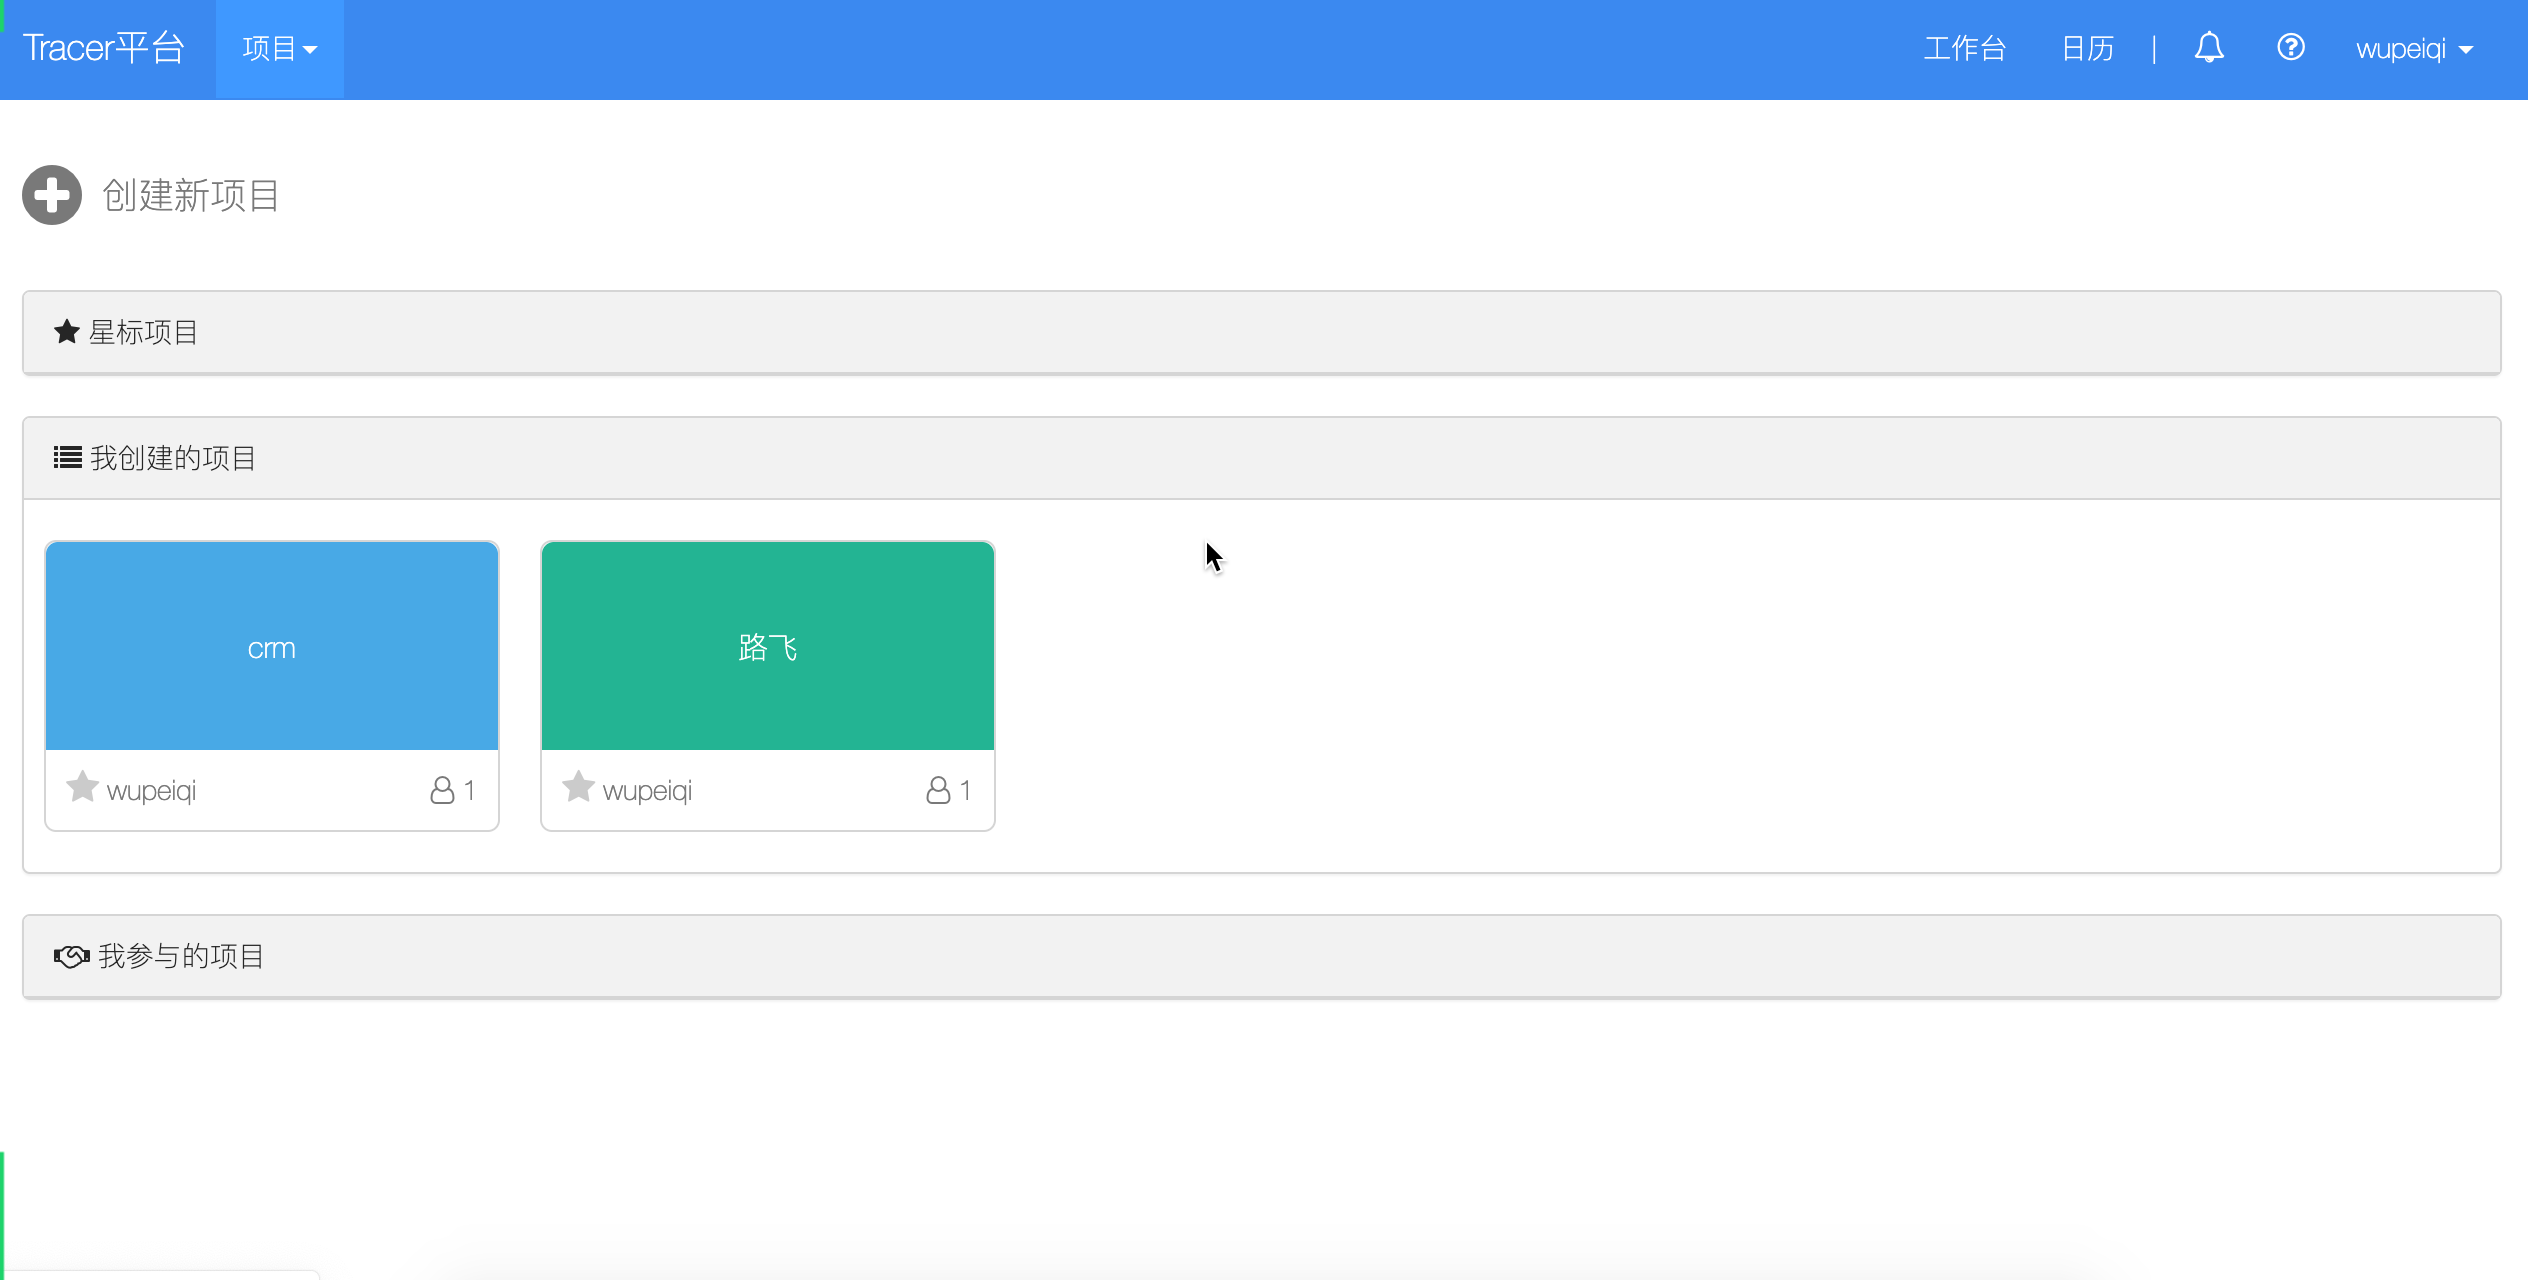 Tracer平台 项目 工作台 日历 | wupeiqi
创建新项目
星标项目
我创建的项目
crm
路飞
wupeiqi 1
wupeiqi 1
我参与的项目